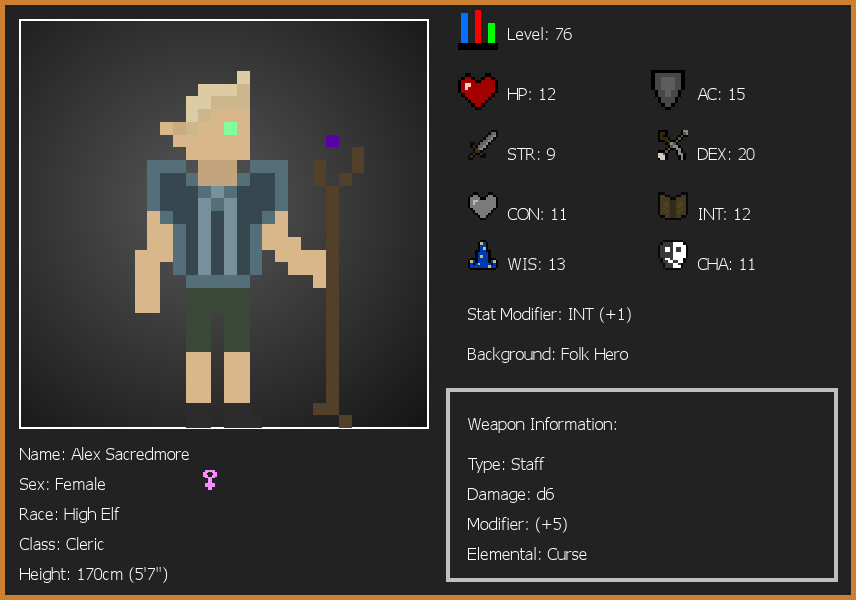 Level: 76
HP: 12
AC: 15
STR: 9
DEX: 20
CON: 11
INT: 12
WIS: 13
CHA: 11
Stat Modifier: INT (+1)
Background: Folk Hero
Weapon Information:
Type: Staff
Damage: d6
Modifier: (+5)
Elemental: Curse
Name: Alex Sacredmore
Sex: Female
Race: High Elf
Class: Cleric
Height: 170cm (5'7")